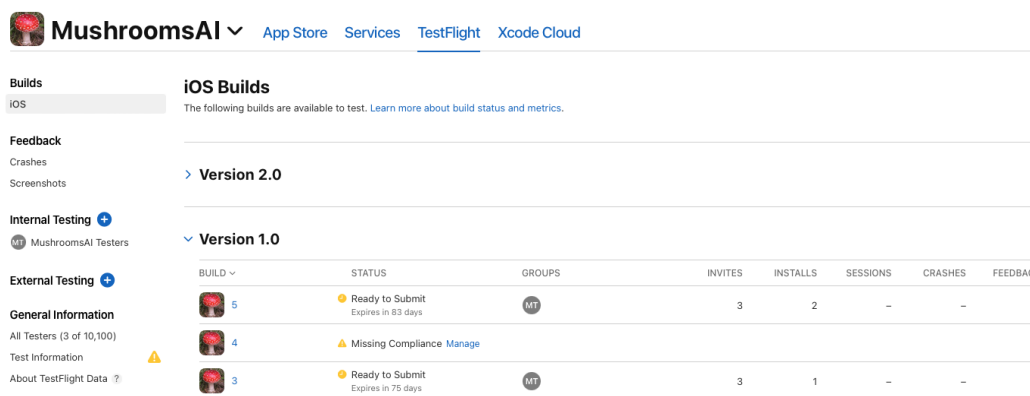 MushroomsAI App Store Services TestFlight Xcode Cloud
Builds
iOS
Feedback
Crashes
Screenshots
Internal Testing
MT MushroomsAI Testers
External Testing
General Information
All Testers (3 of 10,100)
Test Information
About TestFlight Data ?
iOS Builds
The following builds are available to test. Learn more about build status and metrics.
Version 2.0
Version 1.0
BUILD STATUS GROUPS INVITES INSTALLS SESSIONS CRASHES FEEDBAC
5 Ready to Submit MT 3 2 – –
Expires in 83 days
4 Missing Compliance Manage
3 Ready to Submit MT 3 1 – –
Expires in 75 days